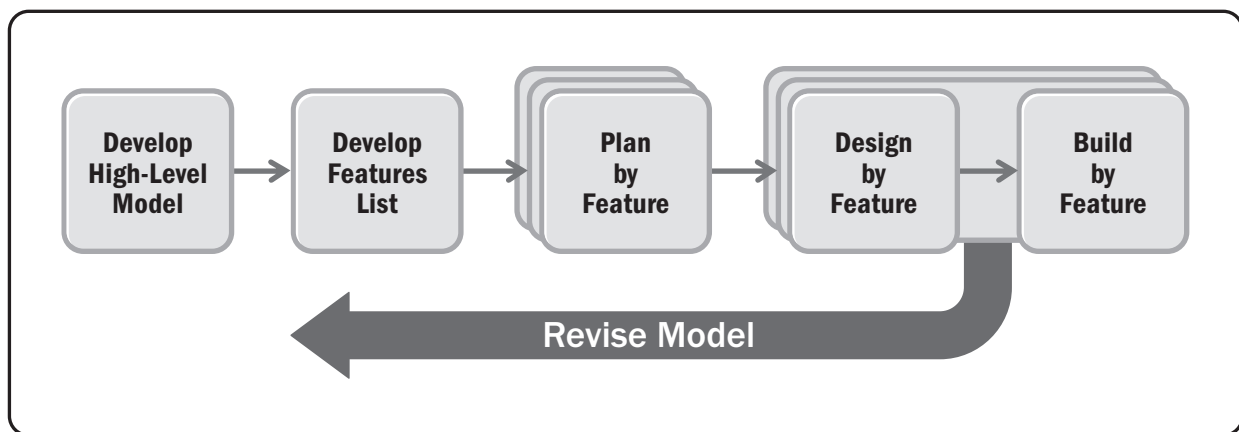 Develop
High-Level
Model
Develop
Features
List
Plan
by
Feature
Design
by
Feature
Build
by
Feature
Revise Model